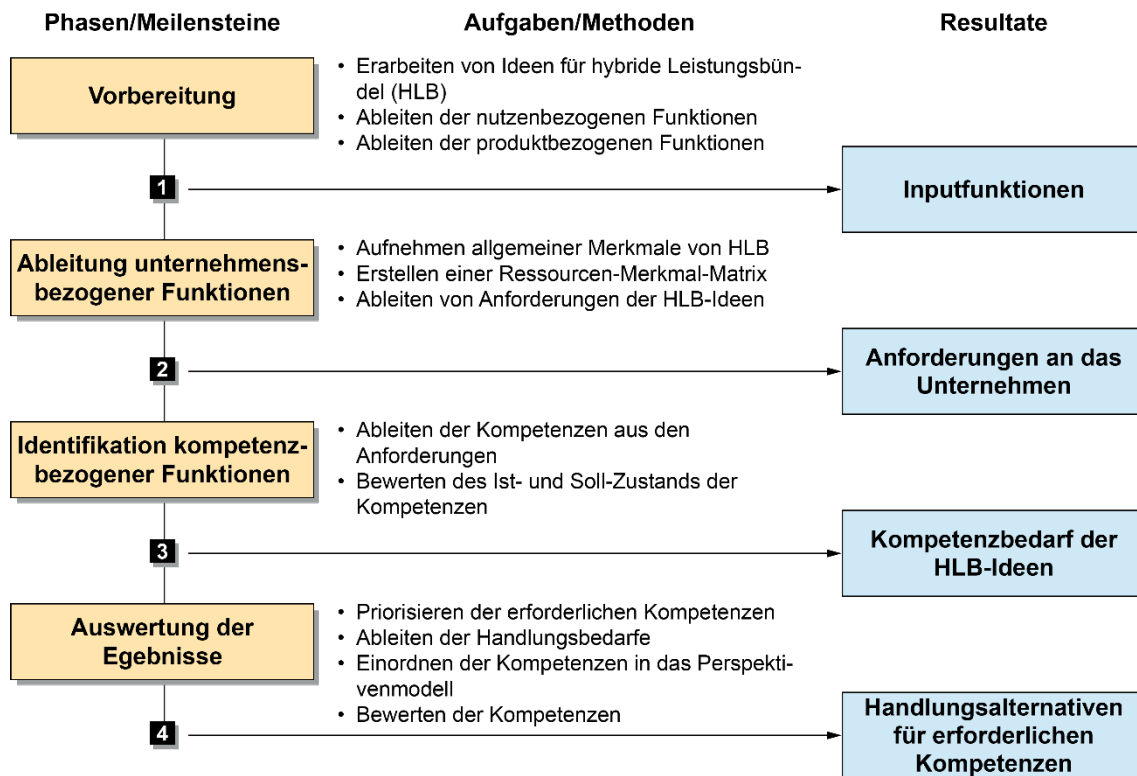 Phasen/Meilensteine
Aufgaben/Methoden
Resultate
Vorbereitung
• Erarbeiten von Ideen für hybride Leistungsbün-
del (HLB)
• Ableiten der nutzenbezogenen Funktionen
• Ableiten der produktbezogenen Funktionen
1
Inputfunktionen
Ableitung unternehmens-
bezogener Funktionen
• Aufnehmen allgemeiner Merkmale von HLB
• Erstellen einer Ressourcen-Merkmal-Matrix
• Ableiten von Anforderungen der HLB-Ideen
2
Anforderungen an das
Unternehmen
Identifikation kompetenz-
bezogener Funktionen
• Ableiten der Kompetenzen aus den
Anforderungen
• Bewerten des Ist- und Soll-Zustands der
Kompetenzen
3
Kompetenzbedarf der
HLB-Ideen
Auswertung der
Egebnisse
• Priorisieren der erforderlichen Kompetenzen
• Ableiten der Handlungsbedarfe
• Einordnen der Kompetenzen in das Perspekti-
venmodell
• Bewerten der Kompetenzen
4
Handlungsalternativen
für erforderlichen
Kompetenzen